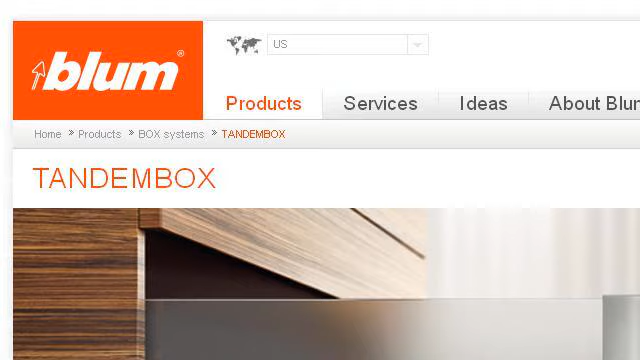 US
blum®
Products Services Ideas About Blum
Home » Products » BOX systems » TANDEMBOX
TANDEMBOX